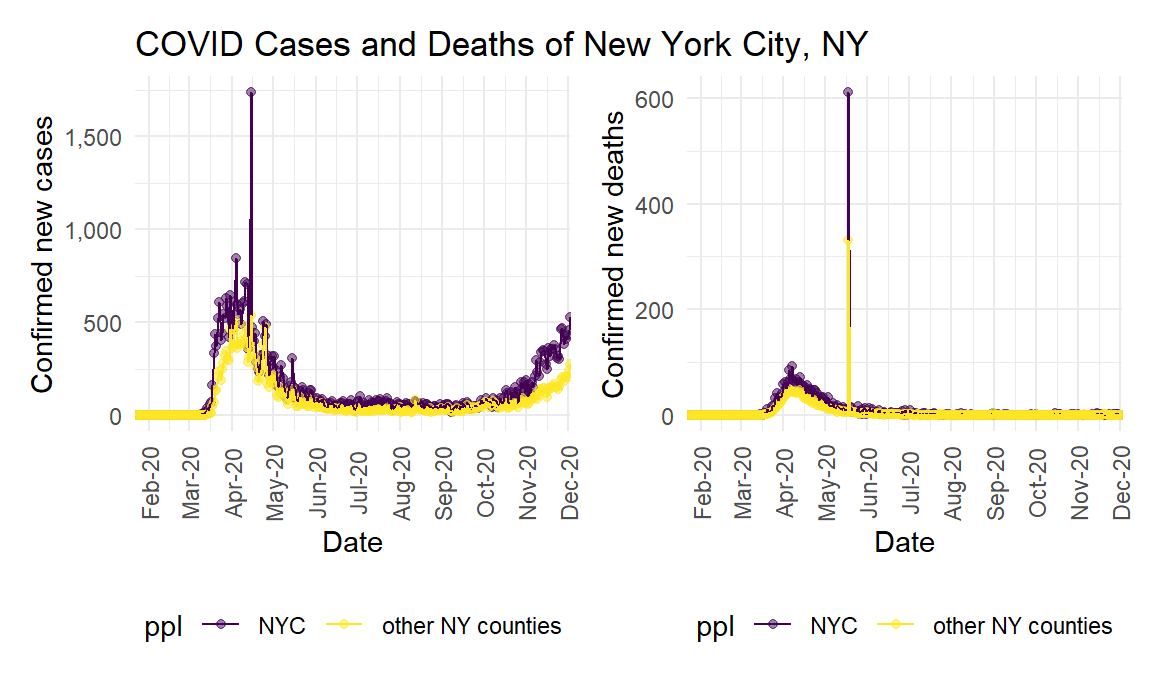 COVID Cases and Deaths of New York City, NY
Confirmed new cases
1,500
1,000
500
0
Feb-20
Mar-20
Apr-20
May-20
Jun-20
Jul-20
Aug-20
Sep-20
Oct-20
Nov-20
Dec-20
Date
ppl NYC other NY counties
Confirmed new deaths
600
400
200
0
Feb-20
Mar-20
Apr-20
May-20
Jun-20
Jul-20
Aug-20
Sep-20
Oct-20
Nov-20
Dec-20
Date
ppl NYC other NY counties